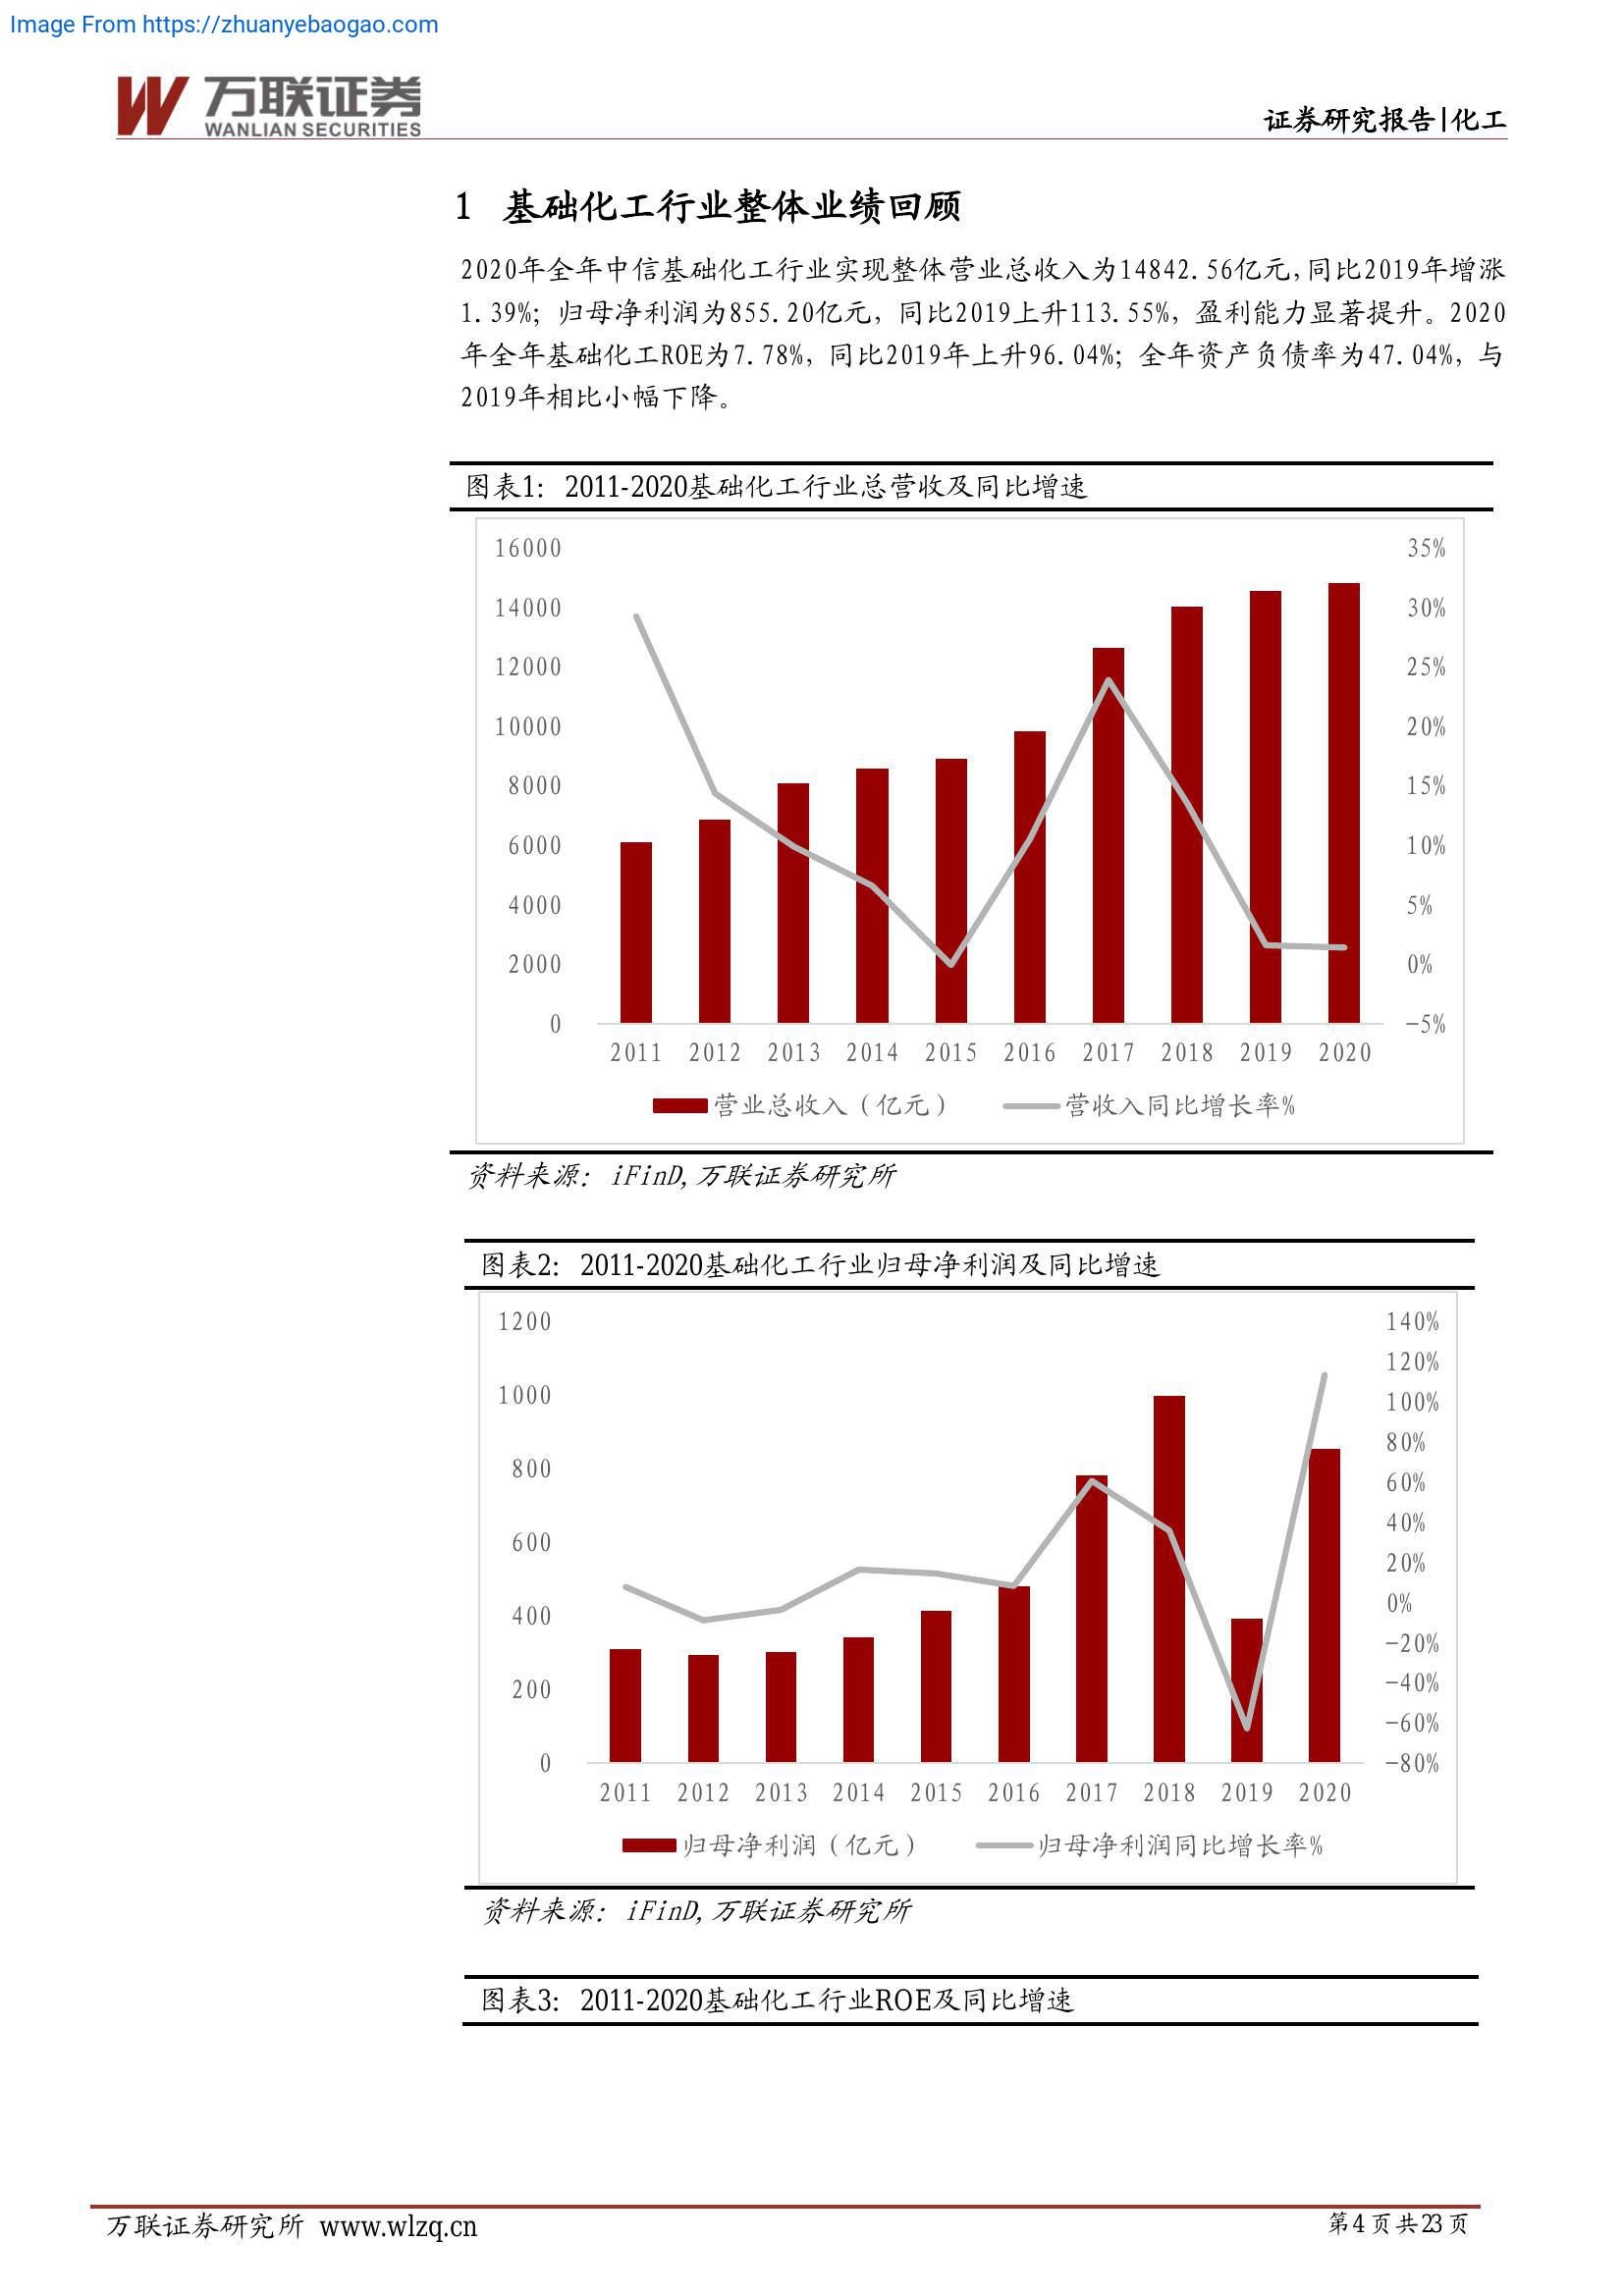 Image From https://zhuanyebaogao.com
万联证券
WANLIAN SECURITIES
证券研究报告|化工
1 基础化工行业整体业绩回顾
2020年全年中信基础化工行业实现整体营业总收入为14842.56亿元,同比2019年增涨
1.39%; 归母净利润为855.20亿元, 同比2019上升113.55%, 盈利能力显著提升。2020
年全年基础化工ROE为7.78%, 同比2019年上升96.04%; 全年资产负债率为47.04%, 与
2019年相比小幅下降。
图表1: 2011-2020基础化工行业总营收及同比增速
16000 35%
14000 30%
12000 25%
10000 20%
8000 15%
6000 10%
4000 5%
2000 0%
0 -5%
2011 2012 2013 2014 2015 2016 2017 2018 2019 2020
营业总收入（亿元） 营收入同比增长率%
资料来源: iFinD,万联证券研究所
图表2: 2011-2020基础化工行业归母净利润及同比增速
1200 140%
120%
1000 100%
800 80%
60%
600 40%
20%
400 0%
-20%
200 -40%
-60%
0 -80%
2011 2012 2013 2014 2015 2016 2017 2018 2019 2020
归母净利润（亿元） 归母净利润同比增长率%
资料来源: iFinD,万联证券研究所
图表3: 2011-2020基础化工行业ROE及同比增速
万联证券研究所 www.wlzq.cn 第4页共23页